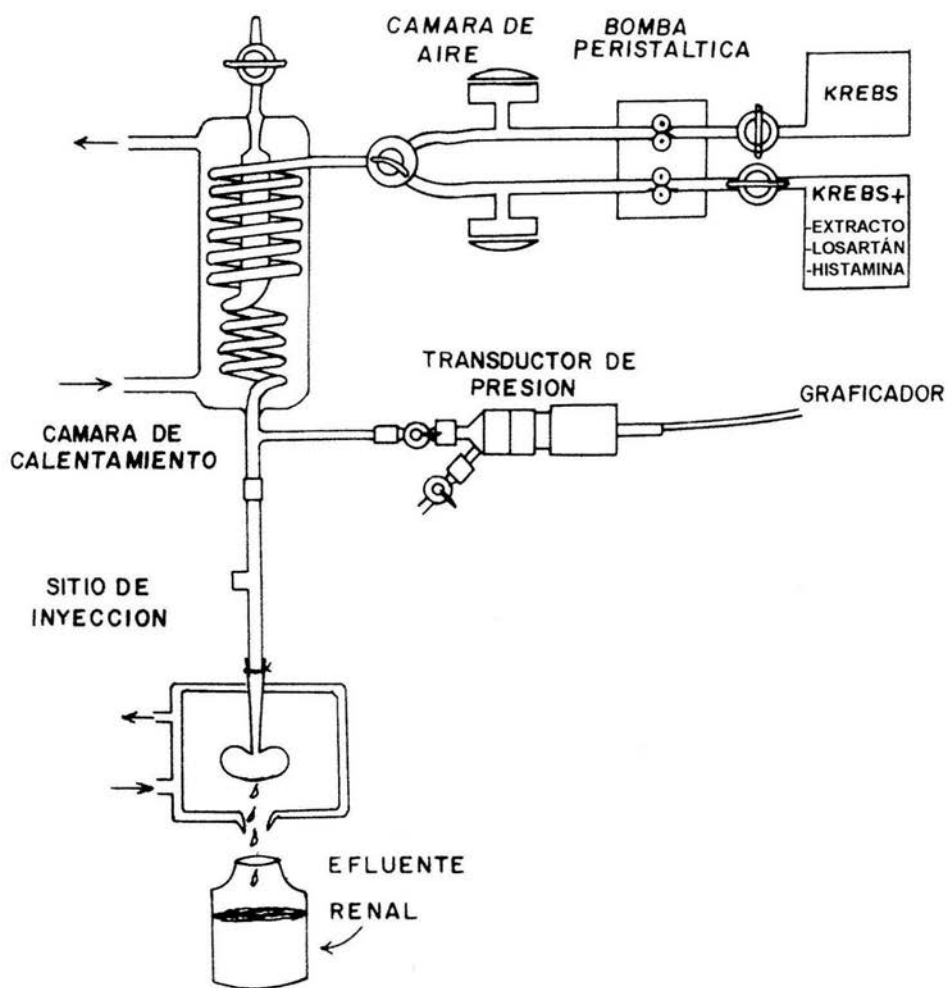 CAMARA DE
AIRE
BOMBA
PERISTALTICA
KREBS
KREBS+
-EXTRACTO
-LOSARTÁN
-HISTAMINA
TRANSDUCTOR DE
PRESION
GRAFICADOR
CAMARA DE
CALENTAMIENTO
SITIO DE
INYECCION
EFLUENTE
RENAL